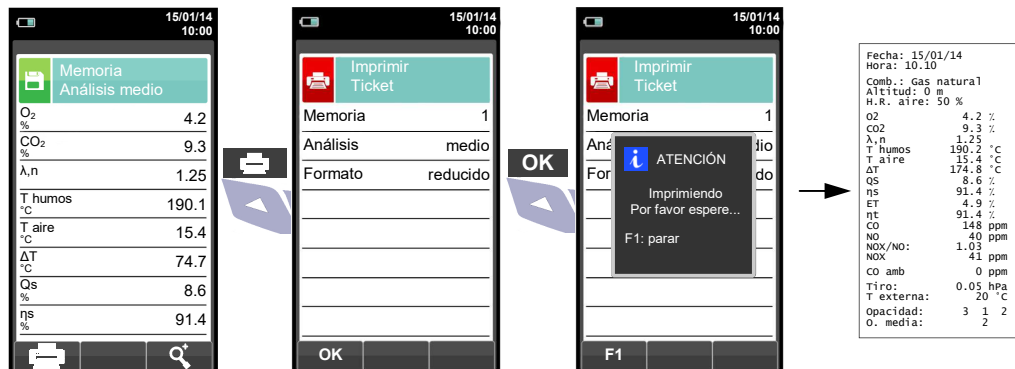 15/01/14
10:00
Memoria
Análisis medio
O2
%
4.2
CO2
%
9.3
λ,n
1.25
T humos
°C
190.1
T aire
°C
15.4
ΔT
°C
74.7
Qs
%
8.6
ηs
%
91.4
15/01/14
10:00
Imprimir
Ticket
Memoria 1
Análisis medio
Formato reducido
OK
OK
15/01/14
10:00
Imprimir
Ticket
Memoria 1
Aná dio
For do
i ATENCIÓN
Imprimiendo
Por favor espere...
F1: parar
F1
Fecha: 15/01/14
Hora: 10.10
Comb.: Gas natural
Altitud: 0 m
H.R. aire: 50 %
O2 4.2 %
CO2 9.3 %
λ,n 1.25
T humos 190.2 °C
T aire 15.4 °C
ΔT 174.8 °C
QS 8.6 %
ηs 91.4 %
ET 4.9 %
ηt 91.4 %
CO 148 ppm
NO 40 ppm
NOX/NO: 1.03
NOX 41 ppm
CO amb 0 ppm
Tiro: 0.05 hPa
T externa: 20 °C
Opacidad: 3 1 2
O. media: 2